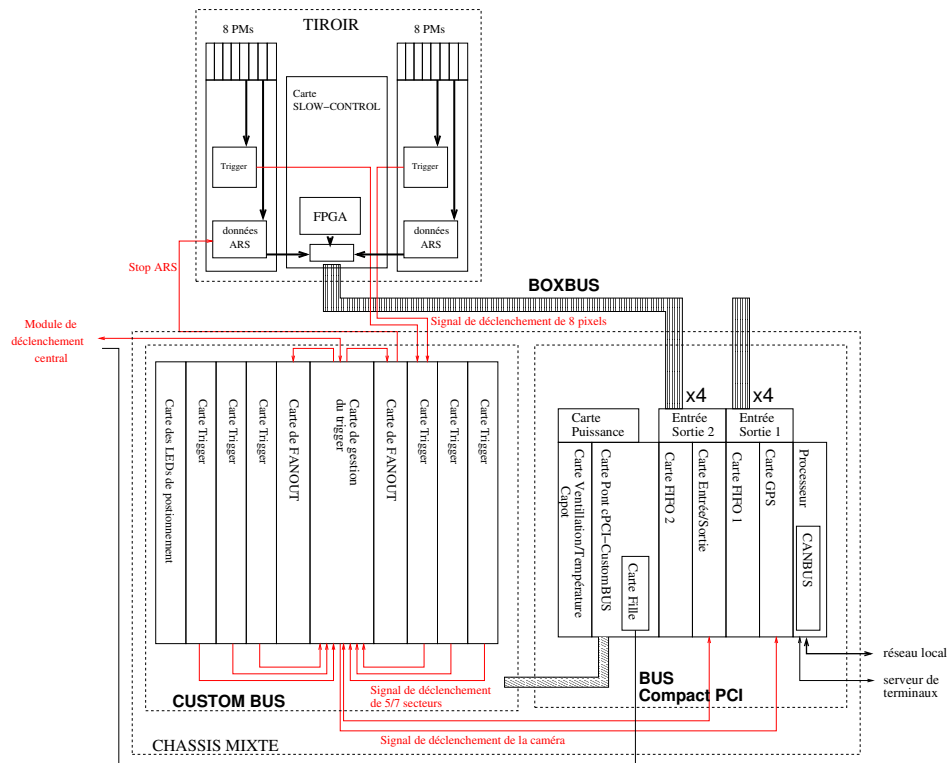 TIROIR
8 PMs
8 PMs
Carte
SLOW-CONTROL
Trigger
Trigger
FPGA
données
ARS
données
ARS
Stop ARS
BOXBUS
Signal de déclenchement de 8 pixels
Module de
déclenchement
central
x4
x4
Carte
Puissance
Entrée
Sortie 2
Entrée
Sortie 1
Carte des LEDs de postionnement
Carte Trigger
Carte Trigger
Carte Trigger
Carte de FANOUT
Carte de gestion
du trigger
Carte de FANOUT
Carte Trigger
Carte Trigger
Carte Trigger
Carte Ventillation/Température
Capot
Carte Pont cPCI-CustomBUS
Carte Fille
Carte FIFO 2
Carte Entrée/Sortie
Carte FIFO 1
Carte GPS
Processeur
CANBUS
réseau local
serveur de
terminaux
CUSTOM BUS
Signal de déclenchement
de 5/7 secteurs
BUS
Compact PCI
Signal de déclenchement de la caméra
CHASSIS MIXTE